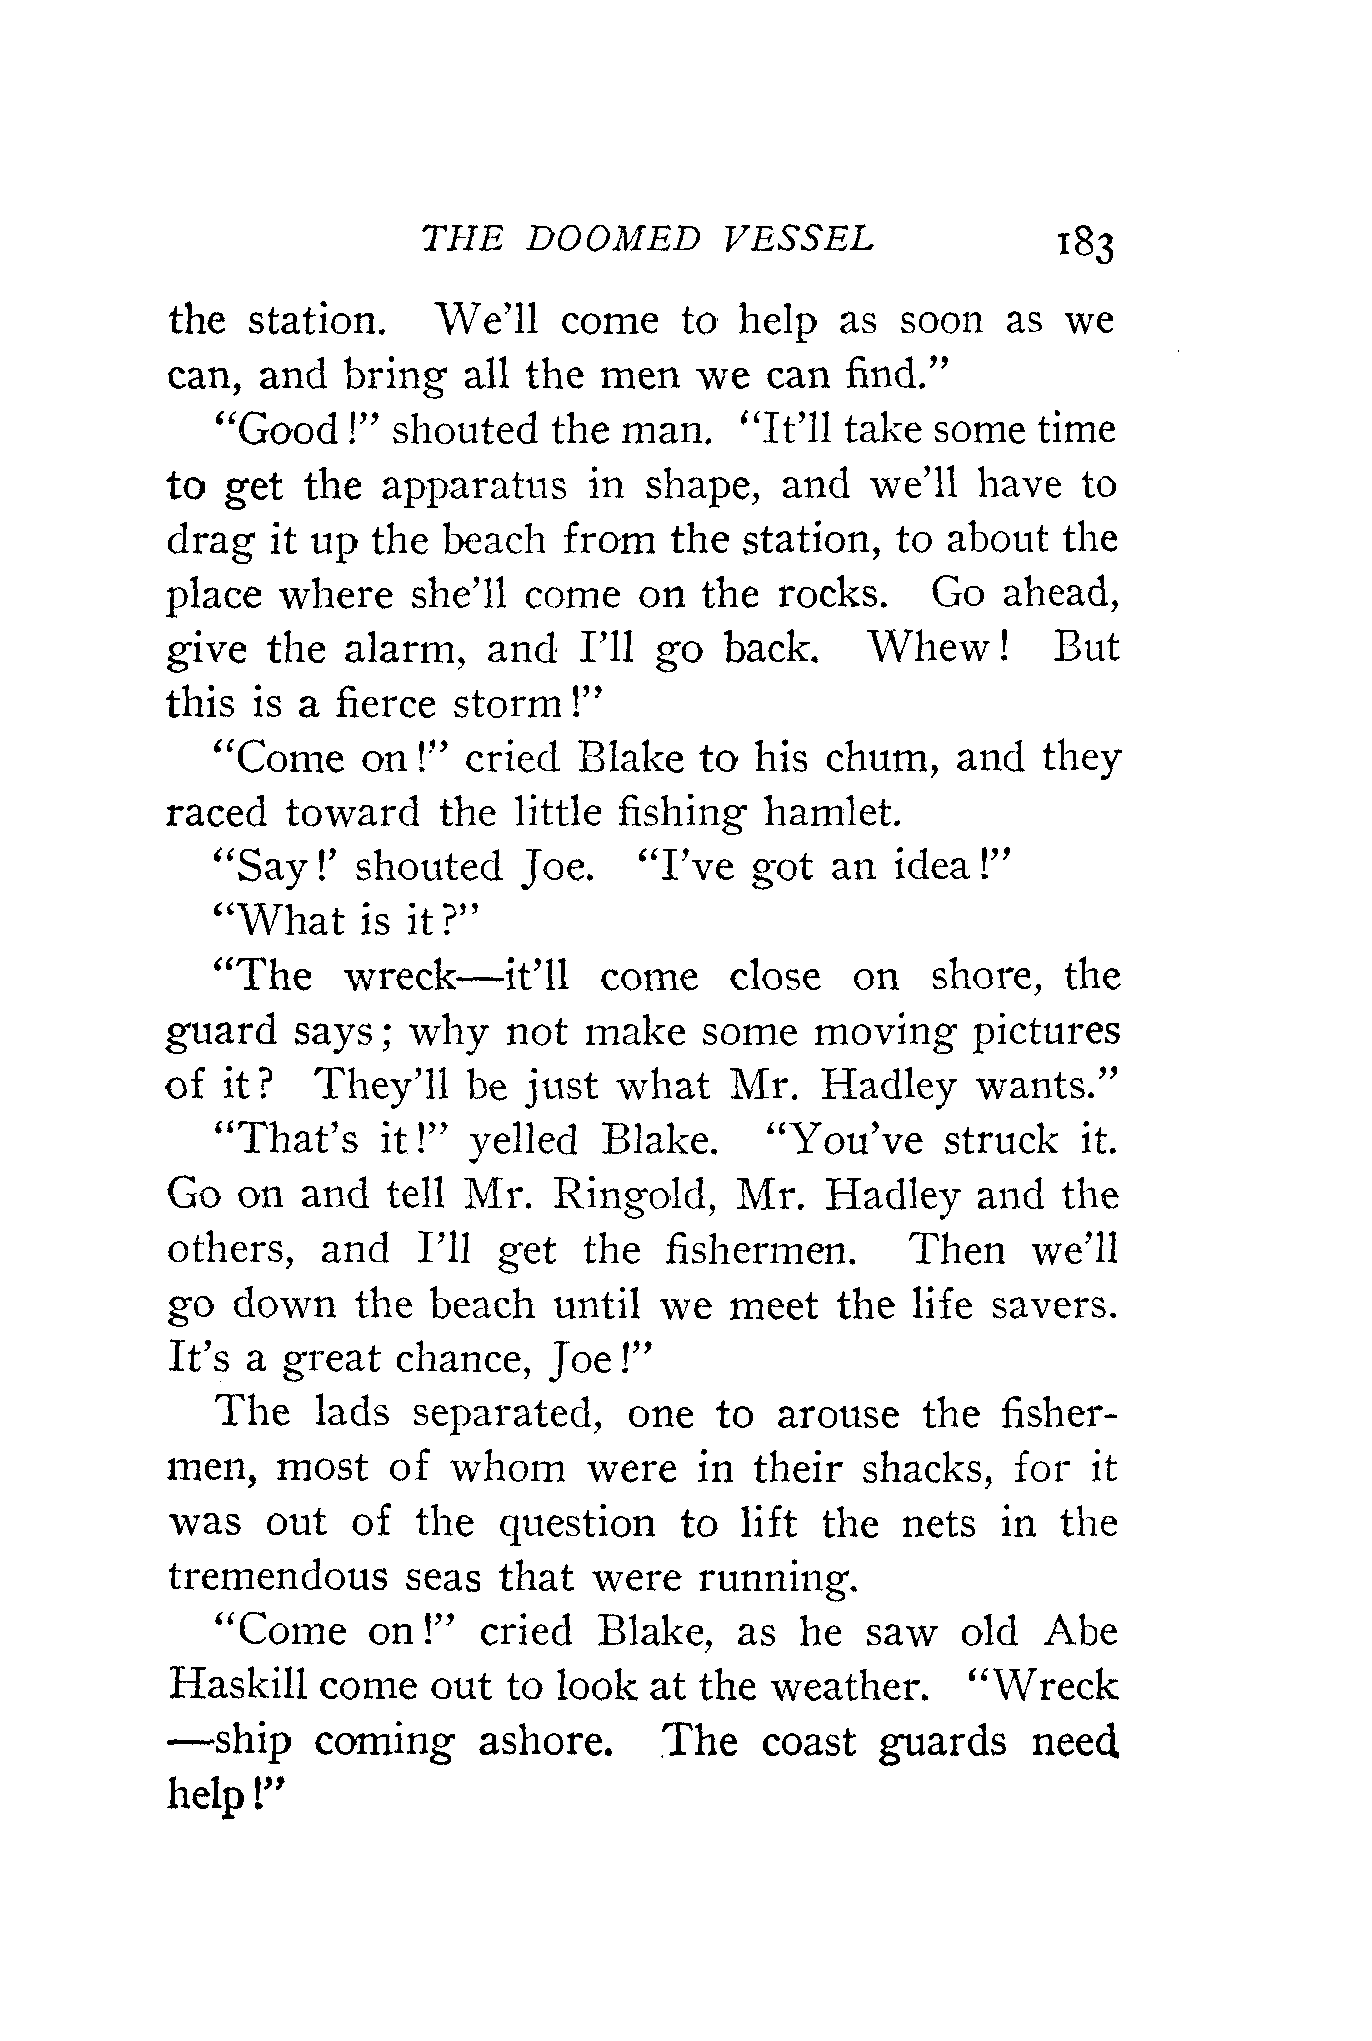 THE DOOMED VESSEL 183
the station. We'll come to help as soon as we
can, and bring all the men we can find."
"Good!" shouted the man. "It'll take some time
to get the apparatus in shape, and we'll have to
drag it up the beach from the station, to about the
place where she'll come on the rocks. Go ahead,
give the alarm, and I'll go back. Whew! But
this is a fierce storm!"
"Come on!" cried Blake to his chum, and they
raced toward the little fishing hamlet.
"Say!' shouted Joe. "I've got an idea!"
"What is it?"
"The wreck—it'll come close on shore, the
guard says; why not make some moving pictures
of it? They'll be just what Mr. Hadley wants."
"That's it!" yelled Blake. "You've struck it.
Go on and tell Mr. Ringold, Mr. Hadley and the
others, and I'll get the fishermen. Then we'll
go down the beach until we meet the life savers.
It's a great chance, Joe!"
The lads separated, one to arouse the fisher-
men, most of whom were in their shacks, for it
was out of the question to lift the nets in the
tremendous seas that were running.
"Come on!" cried Blake, as he saw old Abe
Haskill come out to look at the weather. "Wreck
—ship coming ashore. The coast guards need
help!"